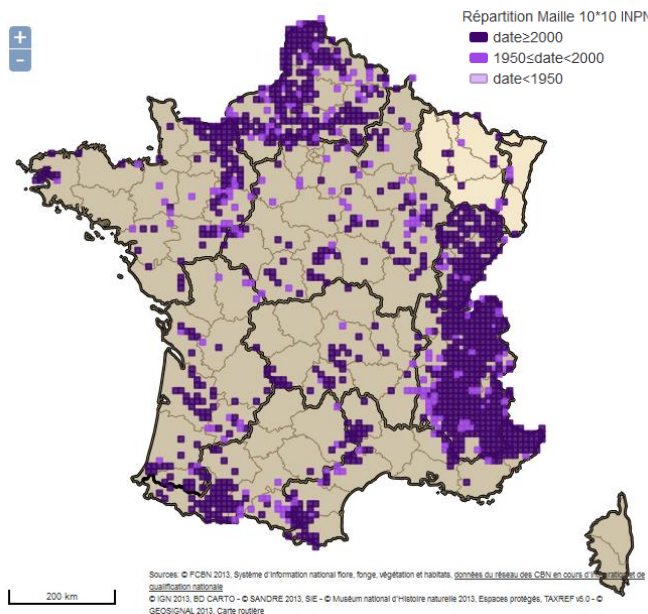 Répartition Maille 10*10 INPN
+
-
date≥2000
1950≤date<2000
date<1950
200 km
Sources: © FCBN 2013, Système d'information national flore, fonge, végétation et habitats, données du réseau des CBN en cours d'intégration et de
qualification nationale
© IGN 2013, BD CARTO - © SANDRE 2013, SIE - © Muséum national d'Histoire naturelle 2013, Espaces protégés, TAXREF v6.0 - ©
GEOSIGNAL 2013, Carte routière